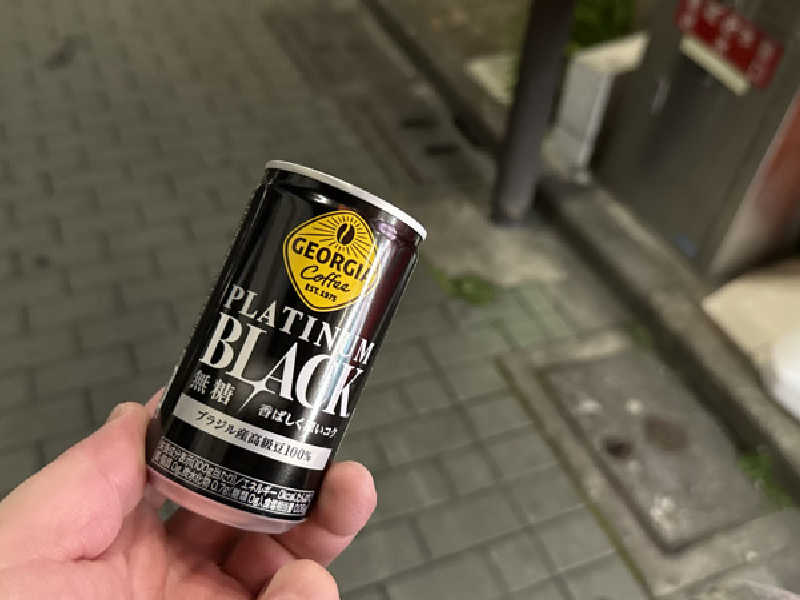 GEORGIA
Coffee
EST. 1975
PLATINUM
BLACK
無糖
香ばしく深いコク
ブラジル産高級豆100%